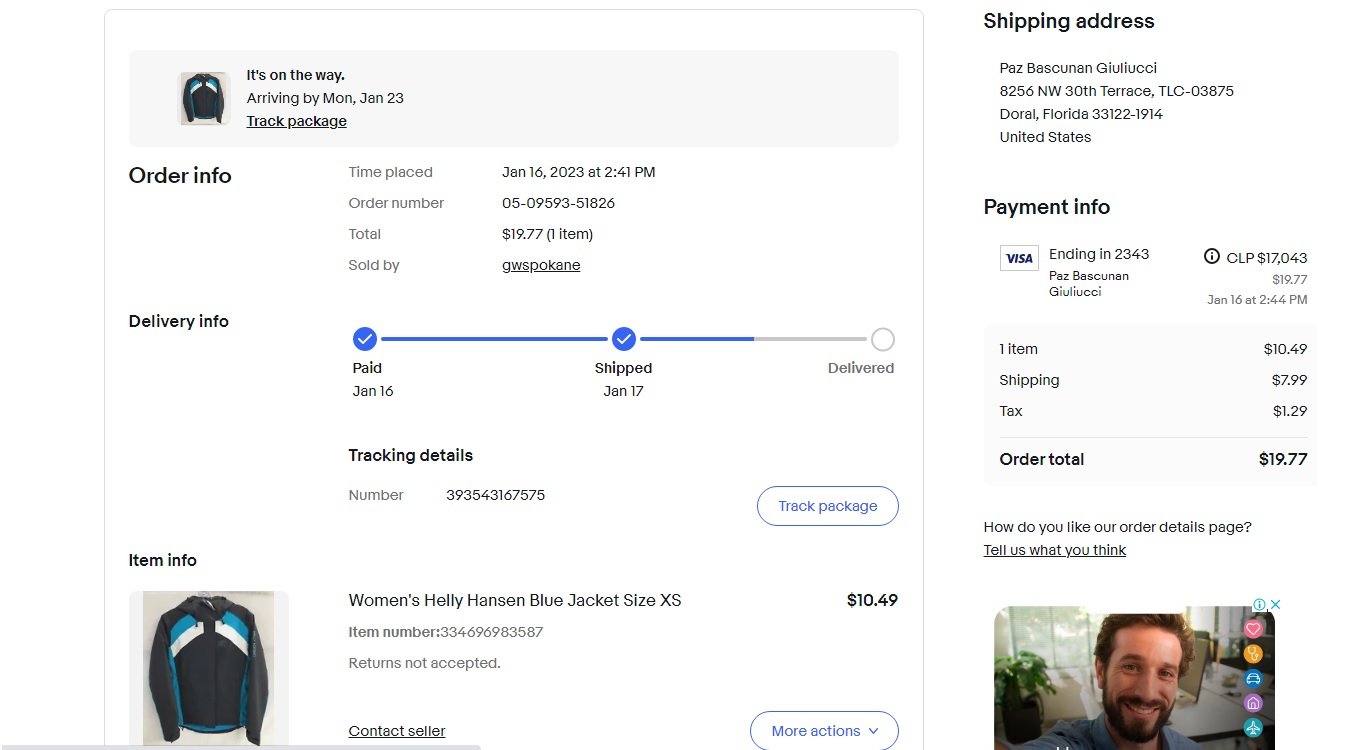 It's on the way.
Arriving by Mon, Jan 23
Track package
Order info
Time placed Jan 16, 2023 at 2:41 PM
Order number 05-09593-51826
Total $19.77 (1 item)
Sold by gwspokane
Delivery info
Paid Shipped Delivered
Jan 16 Jan 17
Tracking details
Number 393543167575
Track package
Item info
Women's Helly Hansen Blue Jacket Size XS $10.49
Item number:334696983587
Returns not accepted.
Contact seller More actions
Shipping address
Paz Bascunan Giuliucci
8256 NW 30th Terrace, TLC-03875
Doral, Florida 33122-1914
United States
Payment info
VISA Ending in 2343 CLP $17,043
Paz Bascunan $19.77
Giuliucci Jan 16 at 2:44 PM
1 item $10.49
Shipping $7.99
Tax $1.29
Order total $19.77
How do you like our order details page?
Tell us what you think